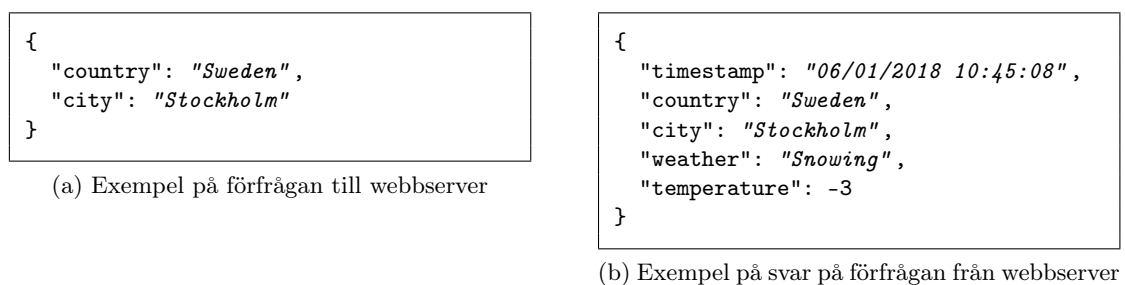 {
"country": "Sweden",
"city": "Stockholm"
}
(a) Exempel på förfrågan till webbserver
{
"timestamp": "06/01/2018 10:45:08",
"country": "Sweden",
"city": "Stockholm",
"weather": "Snowing",
"temperature": -3
}
(b) Exempel på svar på förfrågan från webbserver